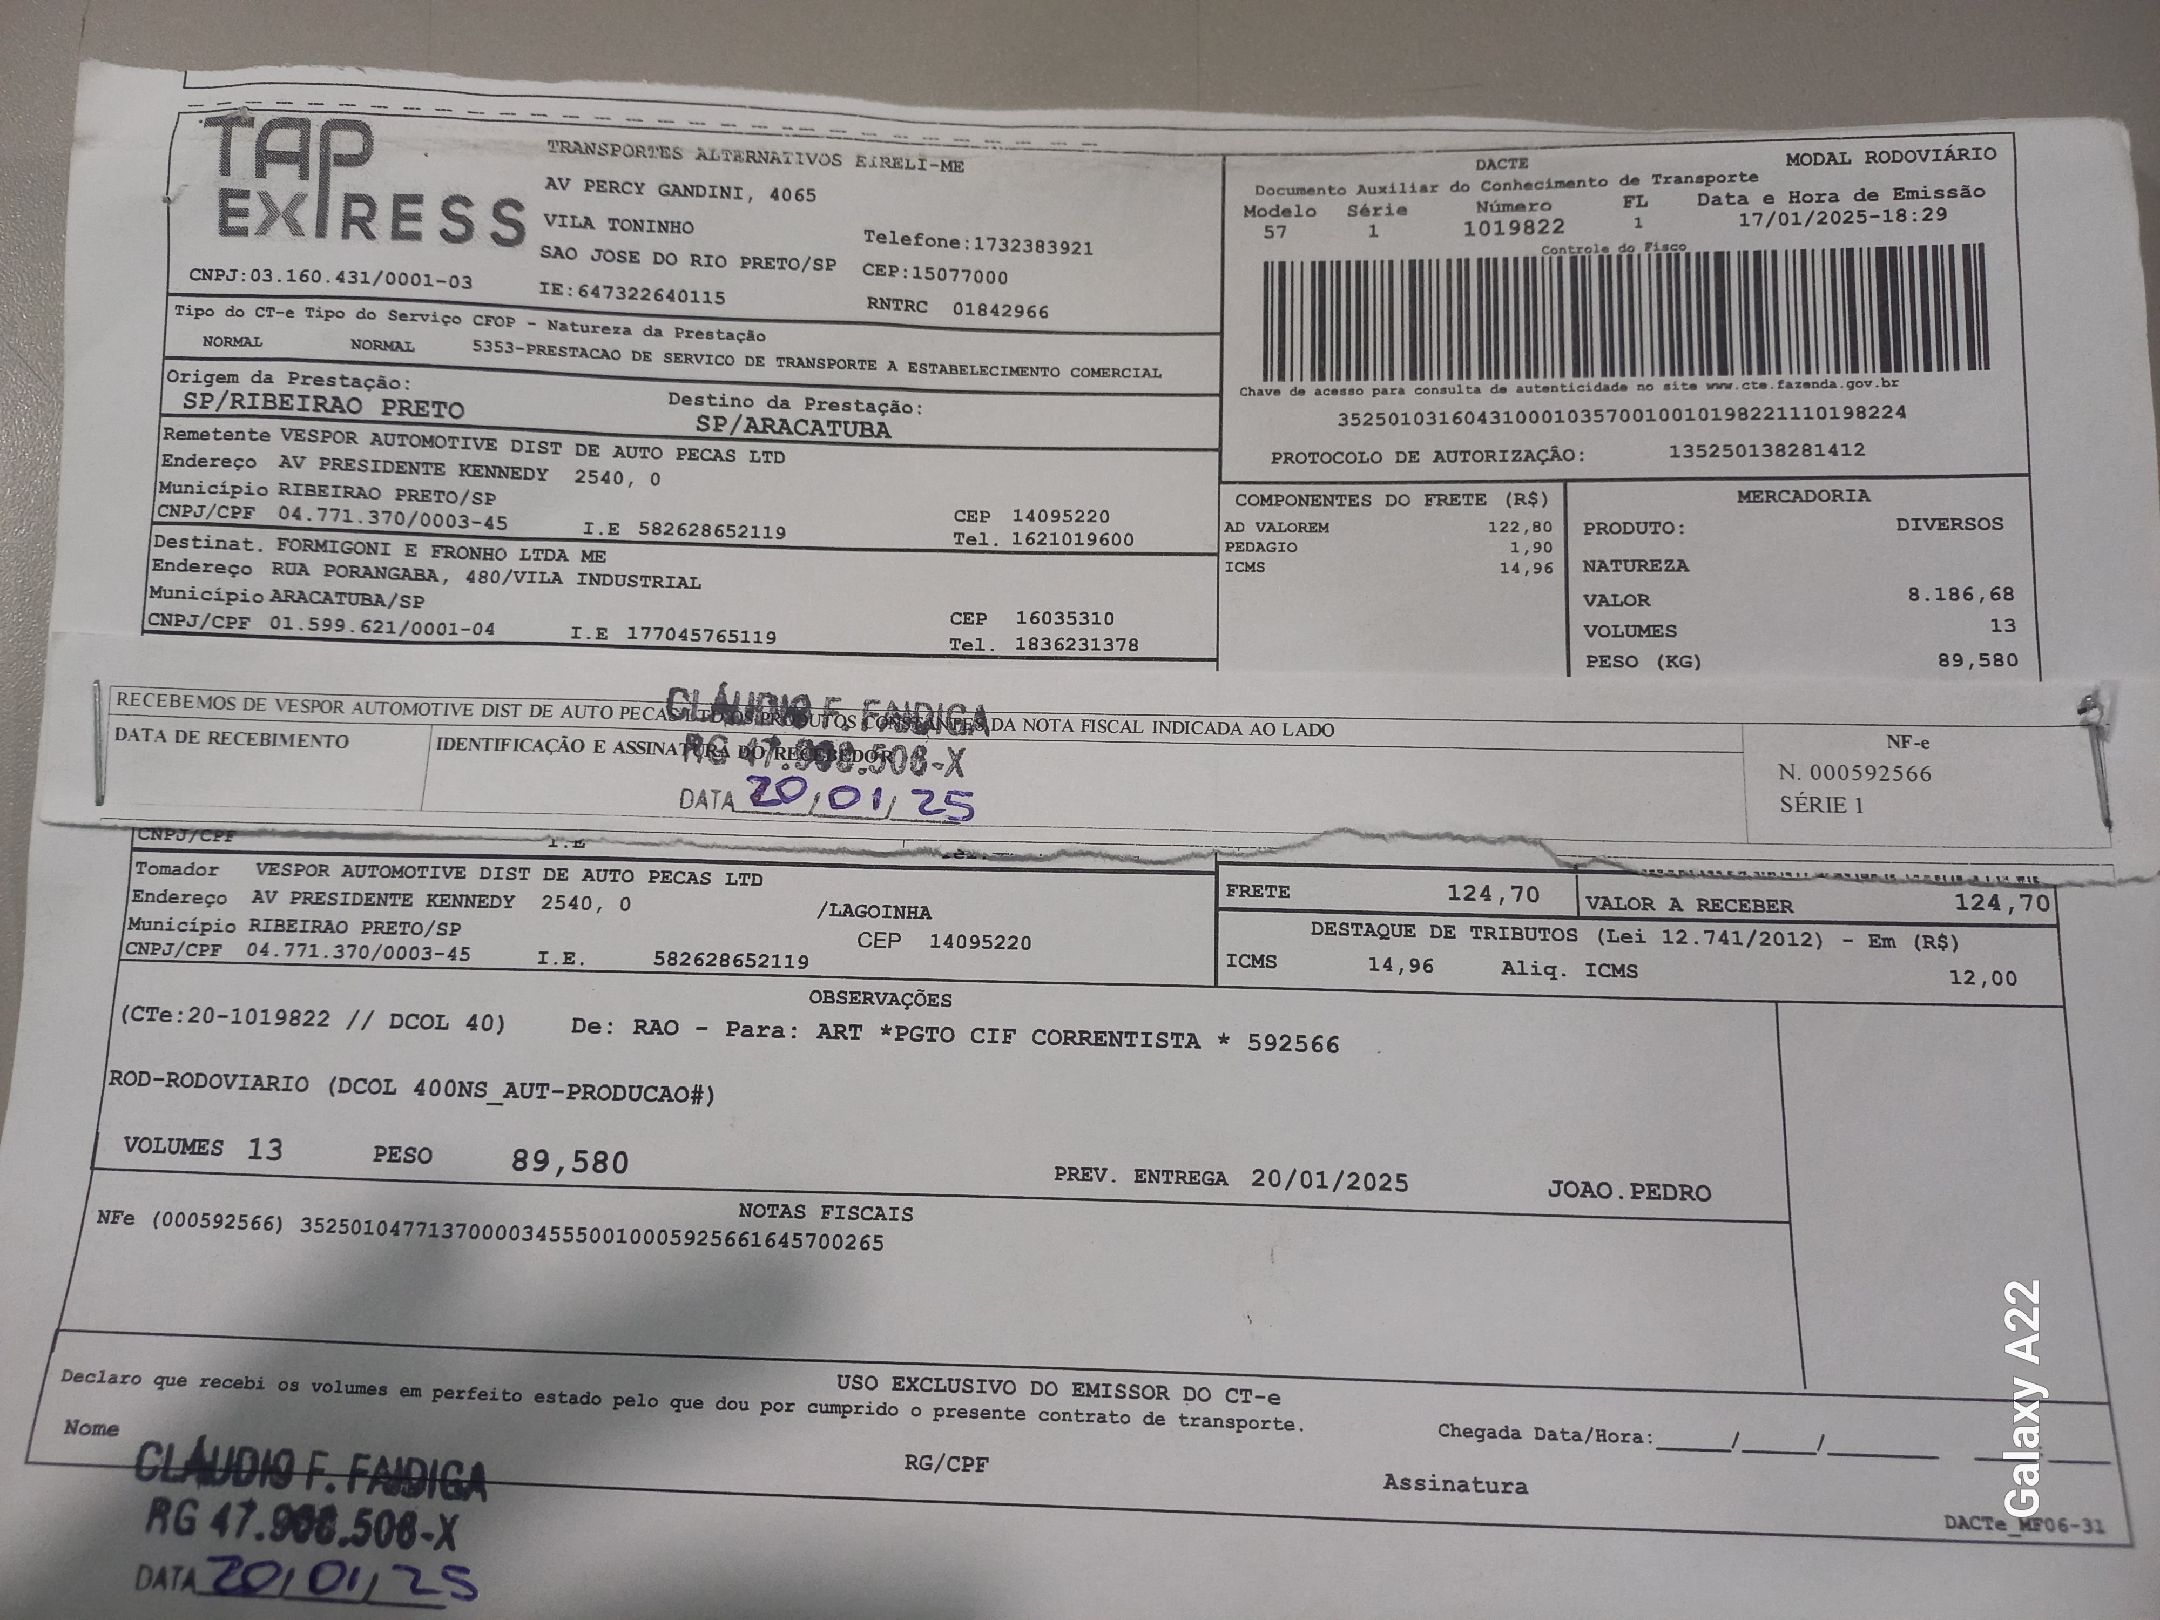 TAP EXPRESS
TRANSPORTES ALTERNATIVOS EIRELI-ME
AV PERCY GANDINI, 4065
VILA TONINHO
Telefone:1732383921
SAO JOSE DO RIO PRETO/SP CEP:15077000
CNPJ:03.160.431/0001-03 IE:647322640115 RNTRC 01842966
DACTE MODAL RODOVIÁRIO
Documento Auxiliar do Conhecimento de Transporte
Modelo Série Número FL Data e Hora de Emissão
57 1 1019822 1 17/01/2025-18:29
Controle do Fisco
Chave de acesso para consulta de autenticidade no site www.cte.fazenda.gov.br
35250103160431000103570010010198221110198224
PROTOCOLO DE AUTORIZAÇÃO: 135250138281412
Tipo do CT-e Tipo do Serviço CFOP - Natureza da Prestação
NORMAL NORMAL 5353-PRESTACAO DE SERVICO DE TRANSPORTE A ESTABELECIMENTO COMERCIAL
Origem da Prestação: Destino da Prestação:
SP/RIBEIRAO PRETO SP/ARACATUBA
Remetente VESPOR AUTOMOTIVE DIST DE AUTO PECAS LTD
Endereço AV PRESIDENTE KENNEDY 2540, 0
Município RIBEIRAO PRETO/SP CEP 14095220
CNPJ/CPF 04.771.370/0003-45 I.E 582628652119 Tel. 1621019600
Destinat. FORMIGONI E FRONHO LTDA ME
Endereço RUA PORANGABA, 480/VILA INDUSTRIAL
Município ARACATUBA/SP CEP 16035310
CNPJ/CPF 01.599.621/0001-04 I.E 177045765119 Tel. 1836231378
COMPONENTES DO FRETE (R$)
AD VALOREM 122,80
PEDAGIO 1,90
ICMS 14,96
MERCADORIA
PRODUTO: DIVERSOS
NATUREZA
VALOR 8.186,68
VOLUMES 13
PESO (KG) 89,580
RECEBEMOS DE VESPOR AUTOMOTIVE DIST DE AUTO PECAS LTD OS PRODUTOS CONSTANTES DA NOTA FISCAL INDICADA AO LADO
DATA DE RECEBIMENTO IDENTIFICAÇÃO E ASSINATURA DO RECEBEDOR
CLÁUDIO F. FAIDIGA
DATA 20/01/25
NF-e
N. 000592566
SÉRIE 1
CNPJ/CPF I.E
Tomador VESPOR AUTOMOTIVE DIST DE AUTO PECAS LTD
Endereço AV PRESIDENTE KENNEDY 2540, 0 /LAGOINHA
Município RIBEIRAO PRETO/SP CEP 14095220
CNPJ/CPF 04.771.370/0003-45 I.E. 582628652119
FRETE 124,70 VALOR A RECEBER 124,70
DESTAQUE DE TRIBUTOS (Lei 12.741/2012) - Em (R$)
ICMS 14,96 Aliq. ICMS 12,00
OBSERVAÇÕES
(CTe:20-1019822 // DCOL 40) De: RAO - Para: ART *PGTO CIF CORRENTISTA * 592566
ROD-RODOVIARIO (DCOL 400NS_AUT-PRODUCAO#)
VOLUMES 13 PESO 89,580 PREV. ENTREGA 20/01/2025 JOAO.PEDRO
NOTAS FISCAIS
NFe (000592566) 35250104771370000345550010005925661645700265
USO EXCLUSIVO DO EMISSOR DO CT-e
Declaro que recebi os volumes em perfeito estado pelo que dou por cumprido o presente contrato de transporte.
Nome RG/CPF Assinatura Chegada Data/Hora:____/____/______
CLÁUDIO F. FAIDIGA
DATA 20/01/25
DACTe_MF06-31
Galaxy A22